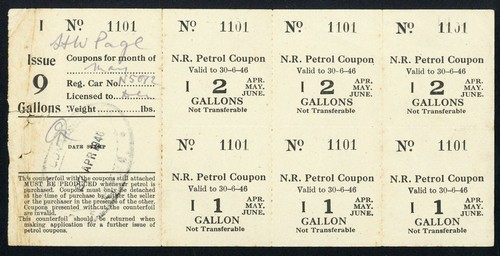 I No 1101
S H W Page
Issue
9
Gallons
Coupons for month of
May
Reg. Car No.
Licensed to
Weight ............ lbs.
DATE STAMP
APR 1946
This counterfoil with the coupons still attached
MUST BE PRODUCED whenever petrol is
purchased. Coupons must only be detached
at the time of purchase by either the seller
or the purchaser in the presence of the other.
Coupons presented without the counterfoil
are invalid.
This counterfoil should be returned when
making application for a further issue of
petrol coupons.
No 1101
N.R. Petrol Coupon
Valid to 30-6-46
I 2 APR. MAY. JUNE.
GALLONS
Not Transferable
No 1101
N.R. Petrol Coupon
Valid to 30-6-46
I 2 APR. MAY. JUNE.
GALLONS
Not Transferable
No 1101
N.R. Petrol Coupon
Valid to 30-6-46
I 2 APR. MAY. JUNE.
GALLONS
Not Transferable
No 1101
N.R. Petrol Coupon
Valid to 30-6-46
I 1 APR. MAY. JUNE.
GALLON
Not Transferable
No 1101
N.R. Petrol Coupon
Valid to 30-6-46
I 1 APR. MAY. JUNE.
GALLON
Not Transferable
No 1101
N.R. Petrol Coupon
Valid to 30-6-46
I 1 APR. MAY. JUNE.
GALLON
Not Transferable